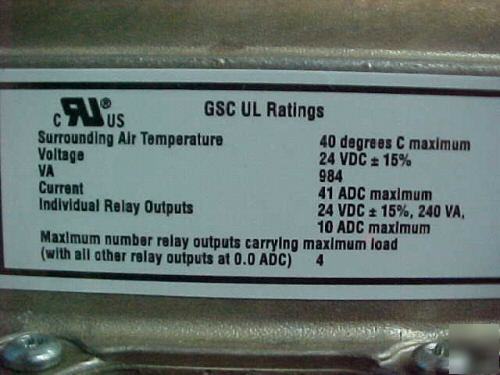 C RU® US
GSC UL Ratings
Surrounding Air Temperature 40 degrees C maximum
Voltage 24 VDC ± 15%
VA 984
Current 41 ADC maximum
Individual Relay Outputs 24 VDC ± 15%, 240 VA,
10 ADC maximum
Maximum number relay outputs carrying maximum load
(with all other relay outputs at 0.0 ADC) 4